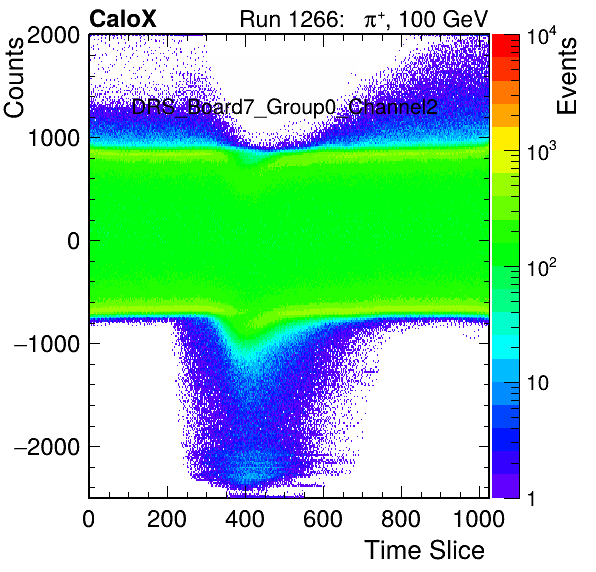 CaloX Run 1266: π⁺, 100 GeV
DRS_Board7_Group0_Channel2
Counts
2000
1000
0
−1000
−2000
0 200 400 600 800 1000
Time Slice
Events
10⁴
10³
10²
10
1